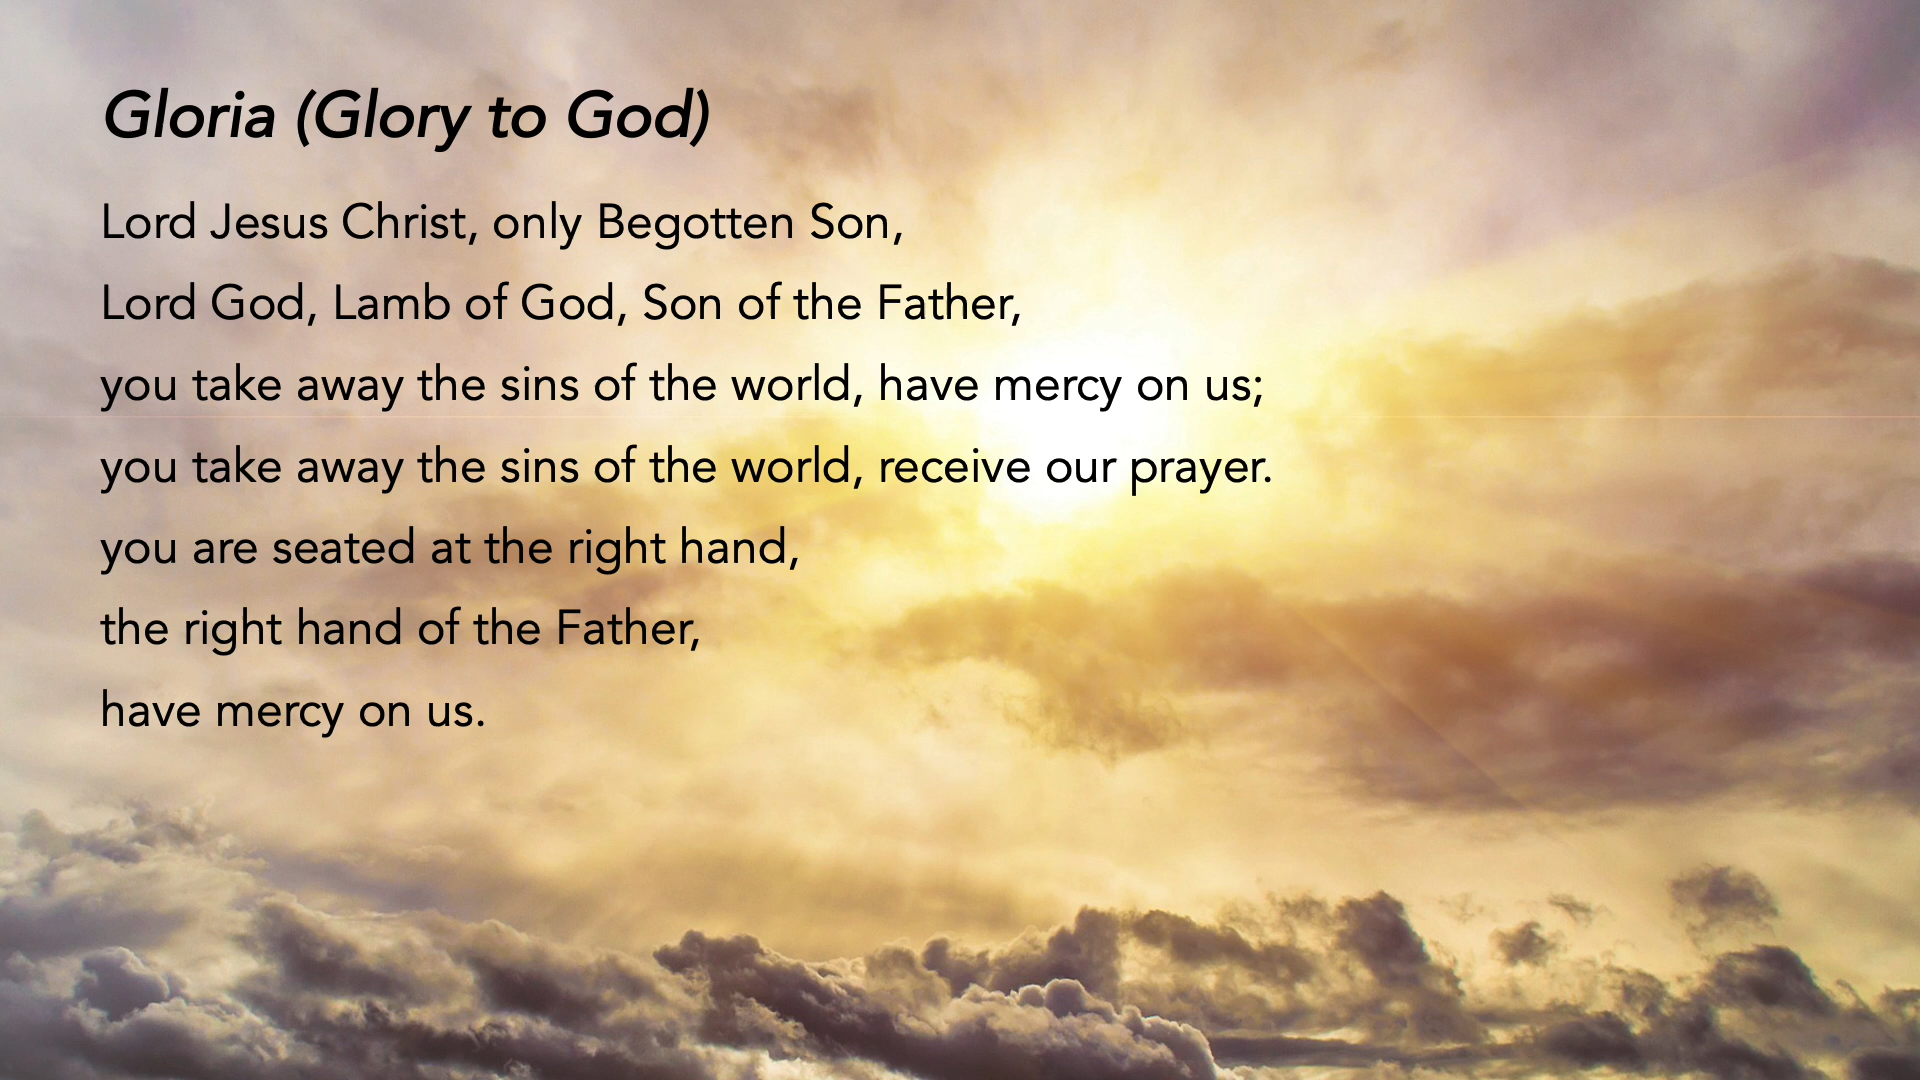 Gloria (Glory to God)
Lord Jesus Christ, only Begotten Son,
Lord God, Lamb of God, Son of the Father,
you take away the sins of the world, have mercy on us;
you take away the sins of the world, receive our prayer.
you are seated at the right hand,
the right hand of the Father,
have mercy on us.